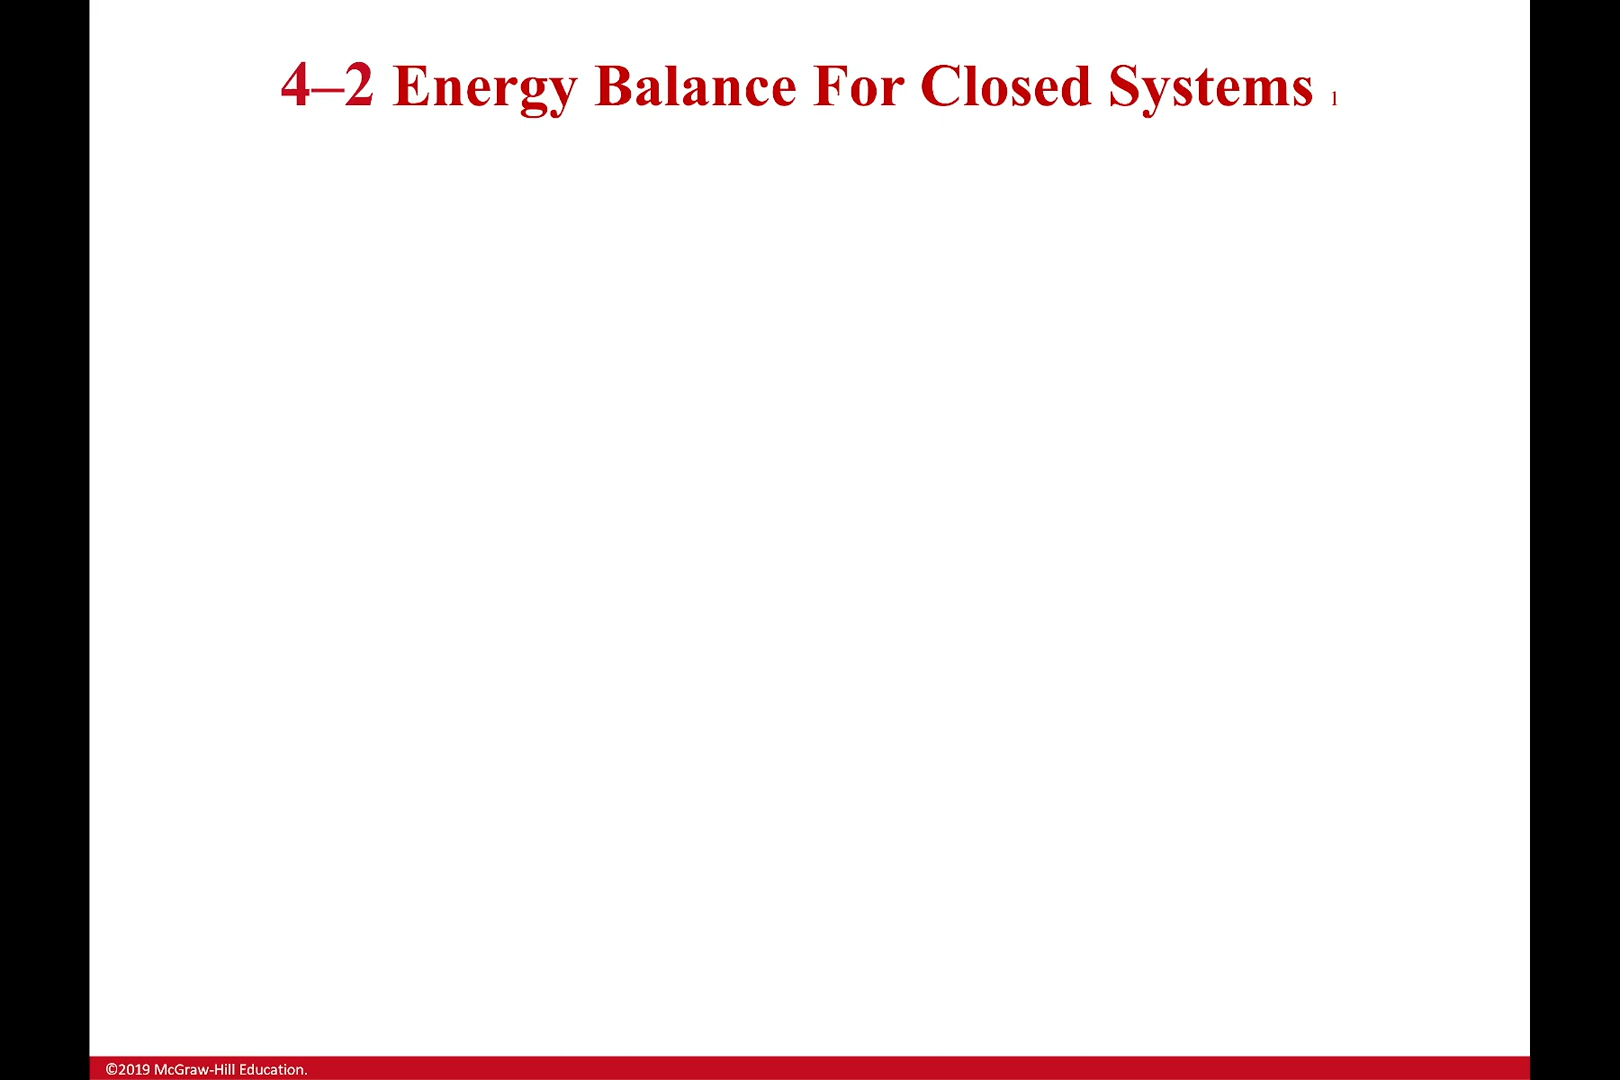 4–2 Energy Balance For Closed Systems 1
©2019 McGraw-Hill Education.